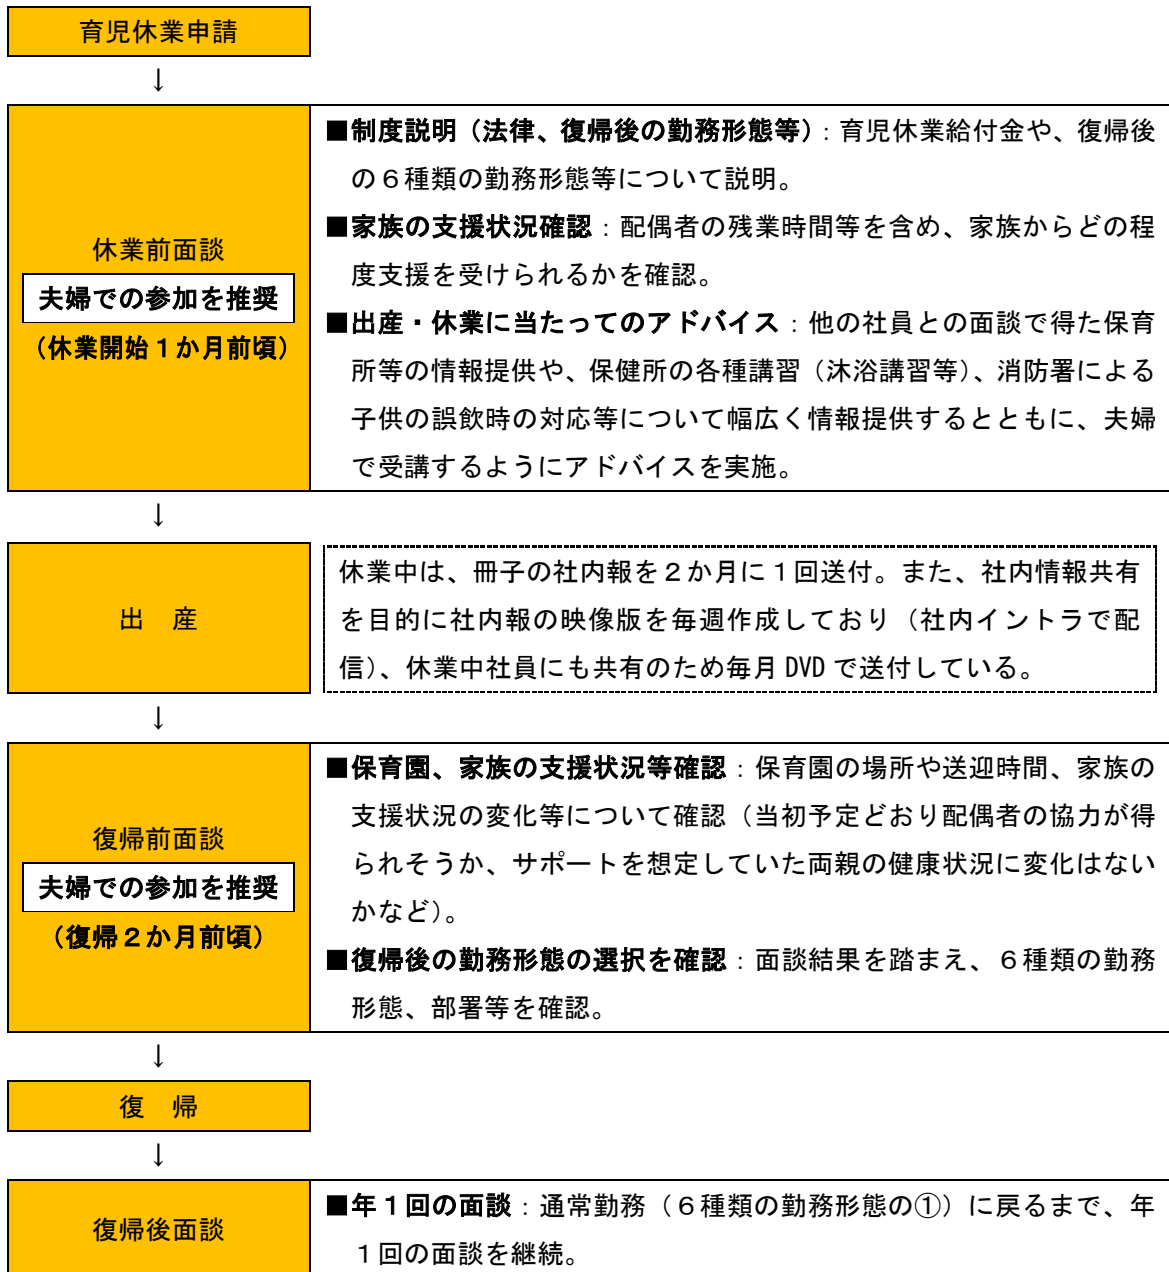 育児休業申請
↓
休業前面談
夫婦での参加を推奨
（休業開始１か月前頃）
■制度説明（法律、復帰後の勤務形態等）：育児休業給付金や、復帰後
の６種類の勤務形態等について説明。
■家族の支援状況確認：配偶者の残業時間等を含め、家族からどの程
度支援を受けられるかを確認。
■出産・休業に当たってのアドバイス：他の社員との面談で得た保育
所等の情報提供や、保健所の各種講習（沐浴講習等）、消防署による
子供の誤飲時の対応等について幅広く情報提供するとともに、夫婦
で受講するようにアドバイスを実施。
↓
出　産
休業中は、冊子の社内報を２か月に１回送付。また、社内情報共有
を目的に社内報の映像版を毎週作成しており（社内イントラで配
信）、休業中社員にも共有のため毎月 DVD で送付している。
↓
復帰前面談
夫婦での参加を推奨
（復帰２か月前頃）
■保育園、家族の支援状況等確認：保育園の場所や送迎時間、家族の
支援状況の変化等について確認（当初予定どおり配偶者の協力が得
られそうか、サポートを想定していた両親の健康状況に変化はない
かなど）。
■復帰後の勤務形態の選択を確認：面談結果を踏まえ、６種類の勤務
形態、部署等を確認。
↓
復　帰
↓
復帰後面談
■年１回の面談：通常勤務（６種類の勤務形態の①）に戻るまで、年
１回の面談を継続。